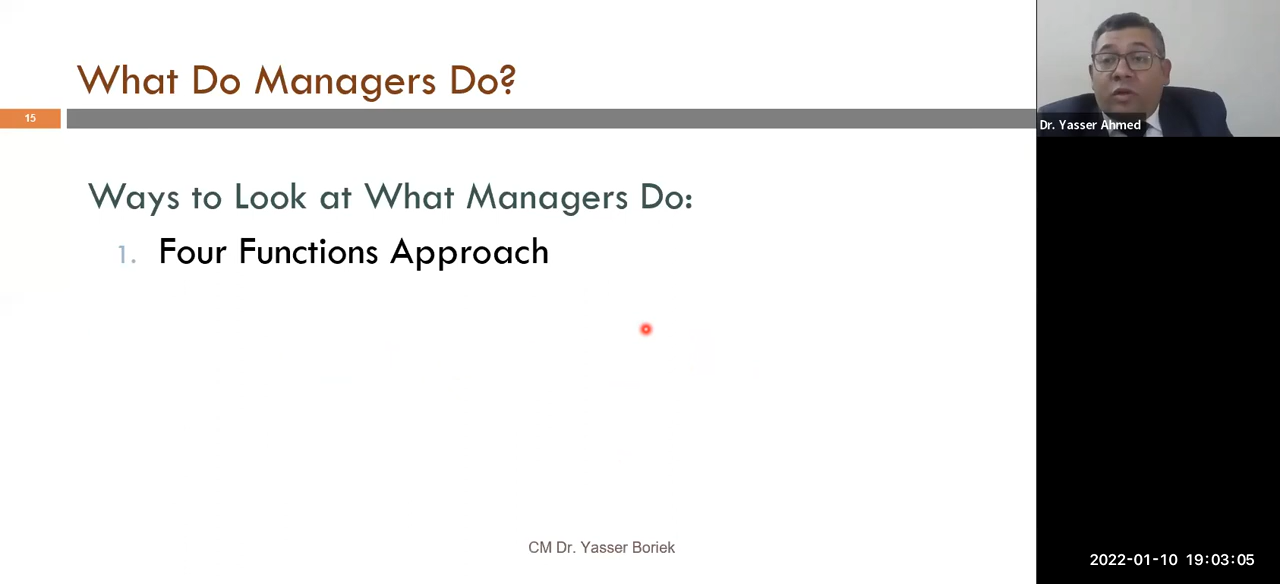 What Do Managers Do?
15
Dr. Yasser Ahmed
Ways to Look at What Managers Do:
1. Four Functions Approach
CM Dr. Yasser Boriek
2022-01-10 19:03:05